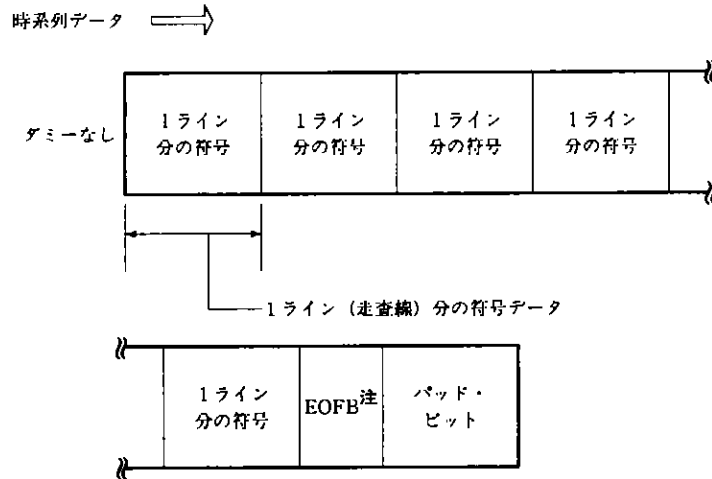 時系列データ
ダミーなし
1ライン
分の符号
1ライン
分の符号
1ライン
分の符号
1ライン
分の符号
1ライン（走査線）分の符号データ
1ライン
分の符号
EOFB注
パッド・
ビット